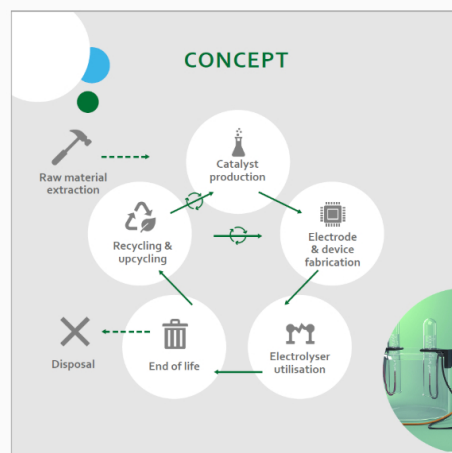 CONCEPT
Raw material
extraction
Catalyst
production
Recycling &
upcycling
Electrode
& device
fabrication
Disposal
End of life
Electrolyser
utilisation